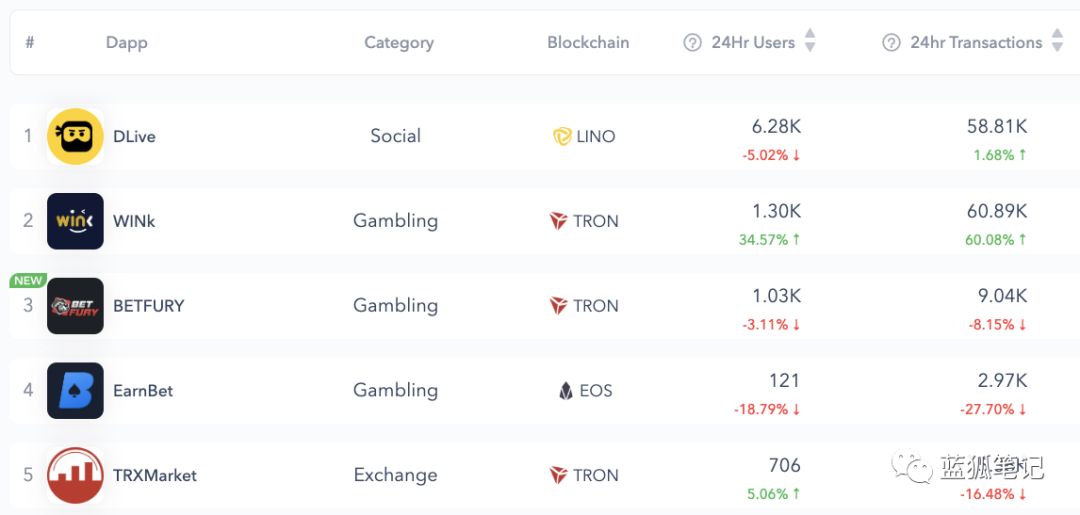 # Dapp Category Blockchain ? 24Hr Users ? 24hr Transactions
1 DLive Social LINO 6.28K 58.81K
-5.02% ↓ 1.68% ↑
2 WINk WINk Gambling TRON 1.30K 60.89K
34.57% ↑ 60.08% ↑
NEW
3 BET FURY BETFURY Gambling TRON 1.03K 9.04K
-3.11% ↓ -8.15% ↓
4 B EarnBet Gambling EOS 121 2.97K
-18.79% ↓ -27.70% ↓
5 TRXMarket Exchange TRON 706
蓝狐笔记
5.06% ↑ -16.48% ↓